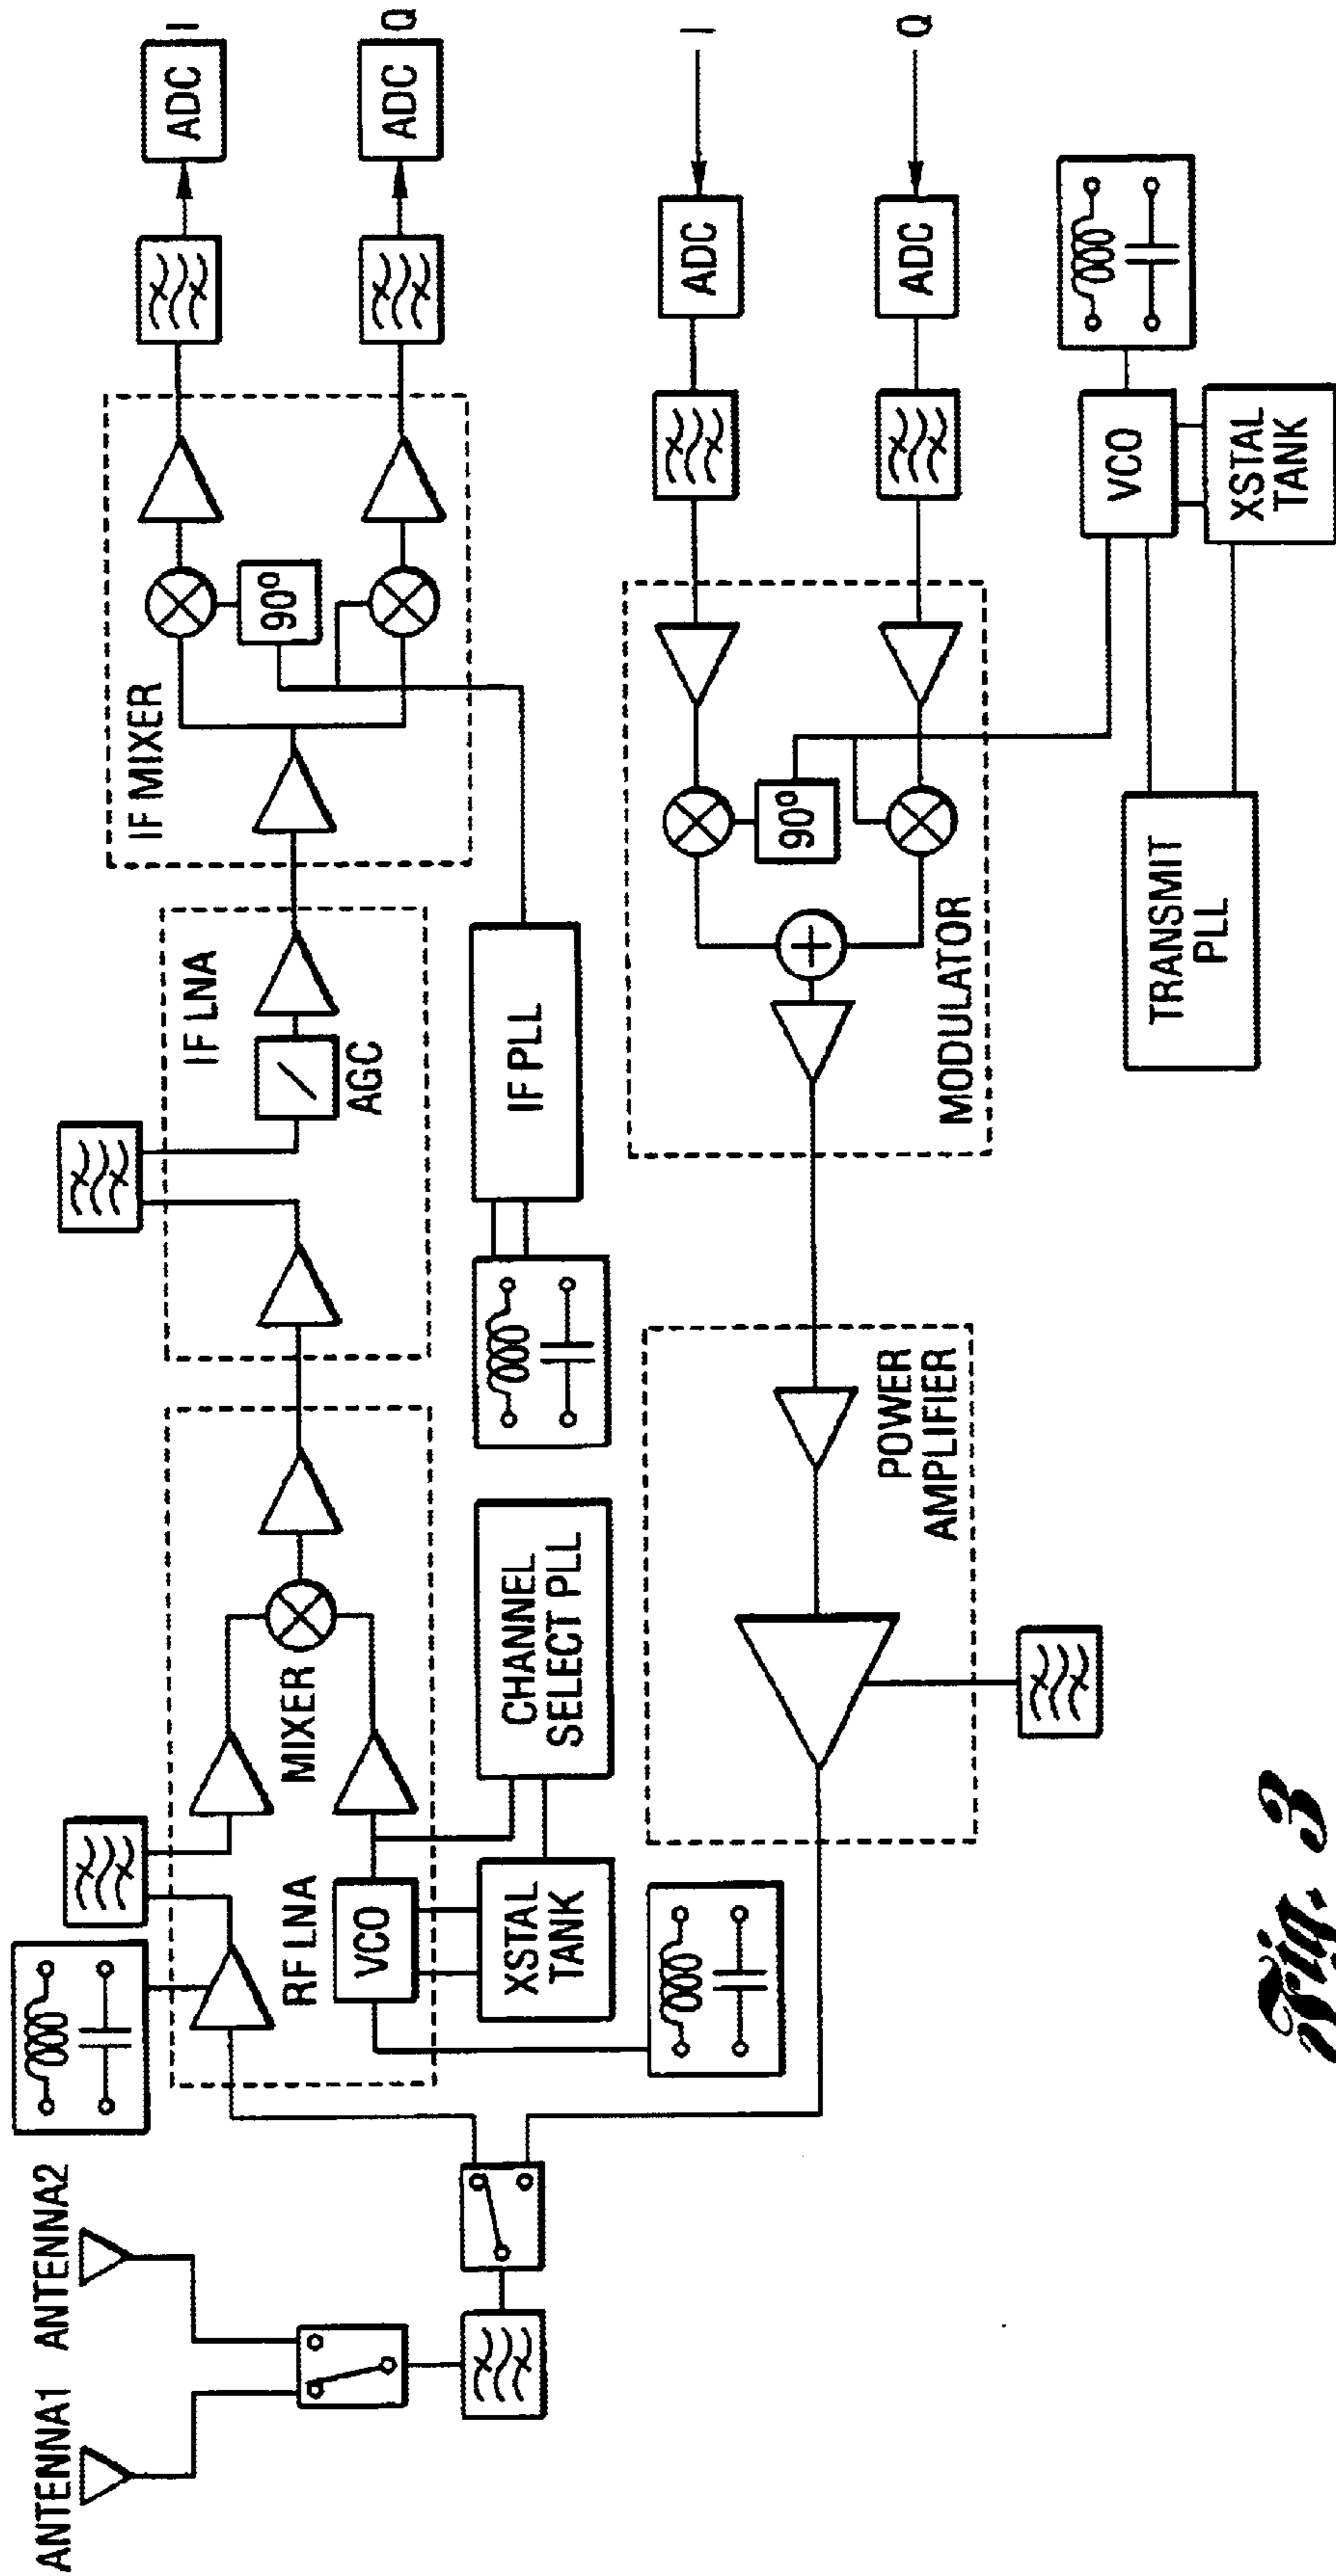 ANTENNA1
ANTENNA2
RF LNA
MIXER
VCO
XSTAL
TANK
CHANNEL
SELECT PLL
IF LNA
AGC
IF PLL
IF MIXER
90°
ADC
I
ADC
Q
POWER
AMPLIFIER
MODULATOR
90°
ADC
I
ADC
Q
TRANSMIT
PLL
VCO
XSTAL
TANK
Fig. 3